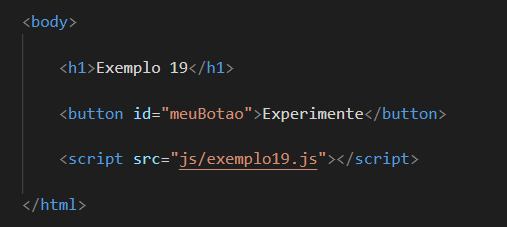 <body>
<h1>Exemplo 19</h1>
<button id="meuBotao">Experimente</button>
<script src="js/exemplo19.js"></script>
</html>